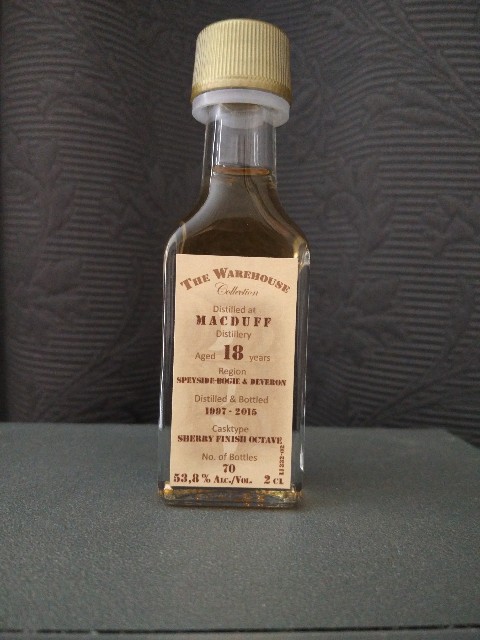 THE WAREHOUSE
Collection
Distilled at
MACDUFF
Distillery
Aged 18 years
Region
SPEYSIDE-BOGIE & DEVERON
Distilled & Bottled
1997 - 2015
Casktype
SHERRY FINISH OCTAVE
No. of Bottles
70
53,8 % ALC./VOL. 2 CL